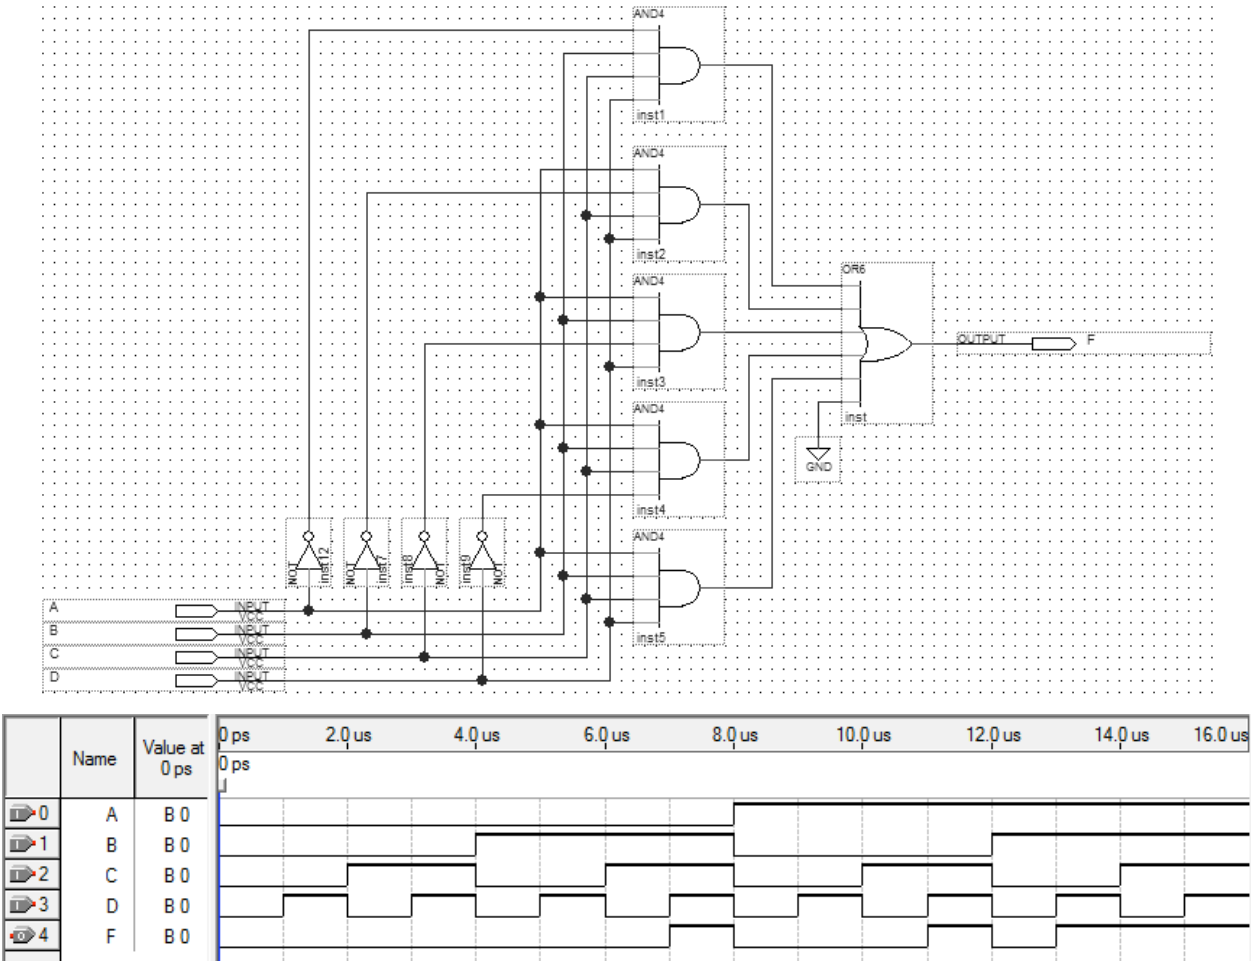 AND4
inst1
AND4
inst2
AND4
inst3
AND4
inst4
AND4
inst5
OR6
inst
GND
OUTPUT F
NOT inst12
NOT inst7
inst8 NOT
inst9 NOT
A INPUT VCC
B INPUT VCC
C INPUT VCC
D INPUT VCC
Name Value at 0 ps
0 ps 2.0 us 4.0 us 6.0 us 8.0 us 10.0 us 12.0 us 14.0 us 16.0 us
0 ps
0 A B 0
1 B B 0
2 C B 0
3 D B 0
4 F B 0